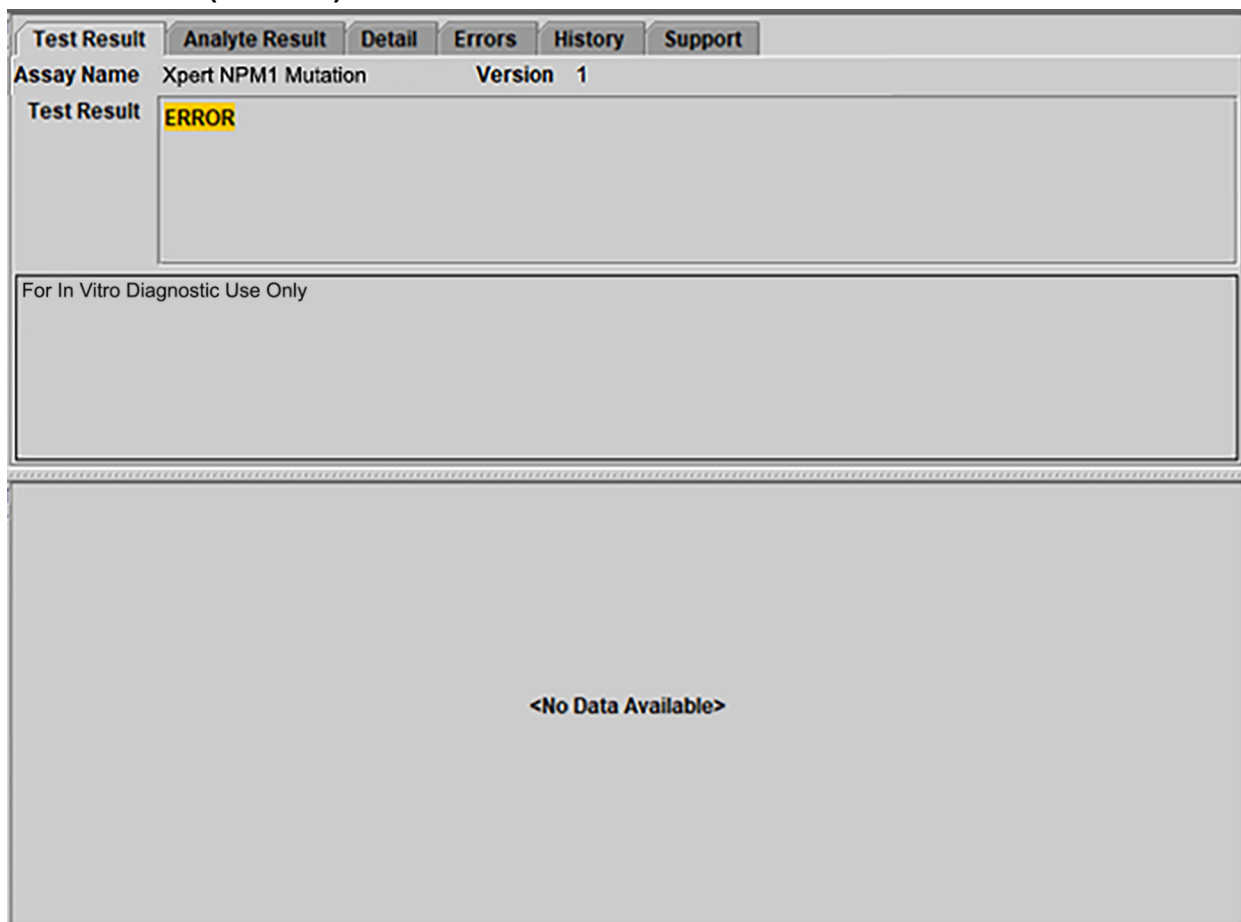 Test Result Analyte Result Detail Errors History Support
Assay Name Xpert NPM1 Mutation Version 1
Test Result ERROR
For In Vitro Diagnostic Use Only
<No Data Available>